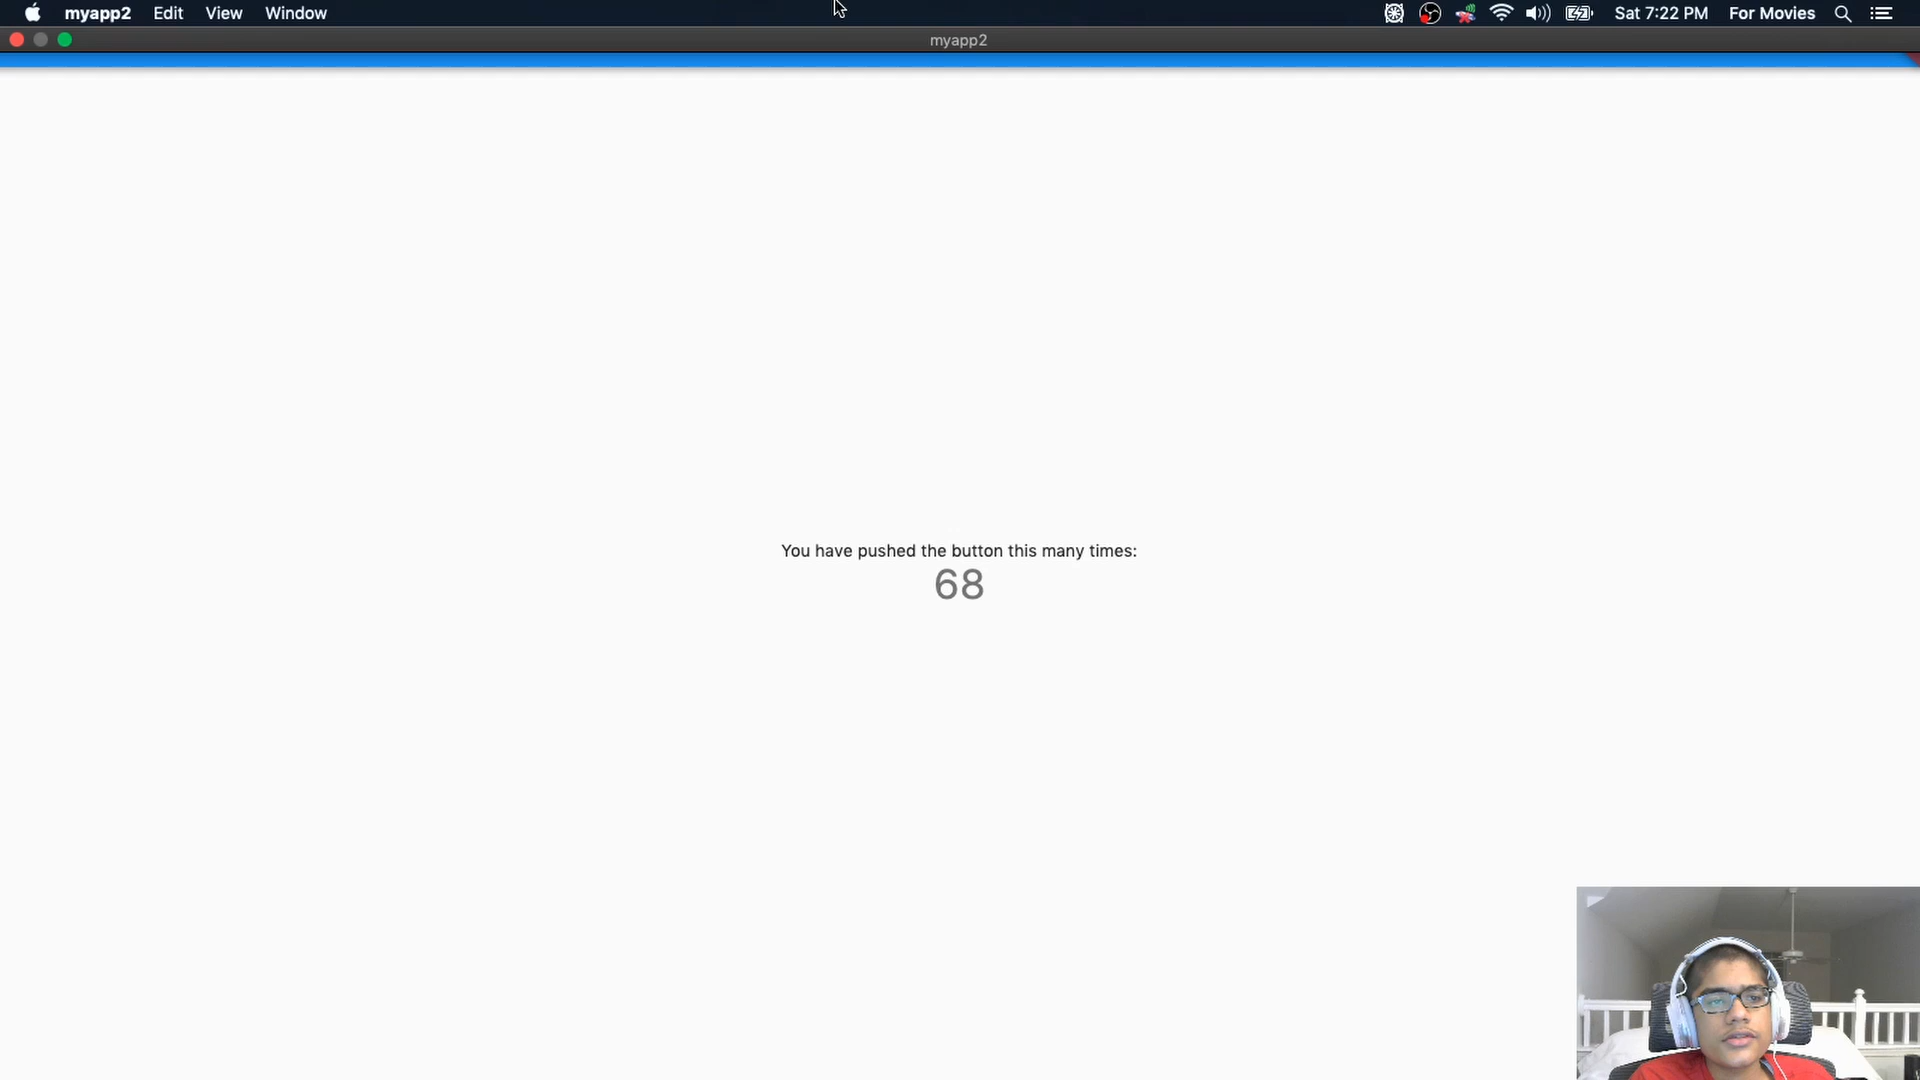 myapp2 Edit View Window Sat 7:22 PM For Movies
myapp2
You have pushed the button this many times:
68